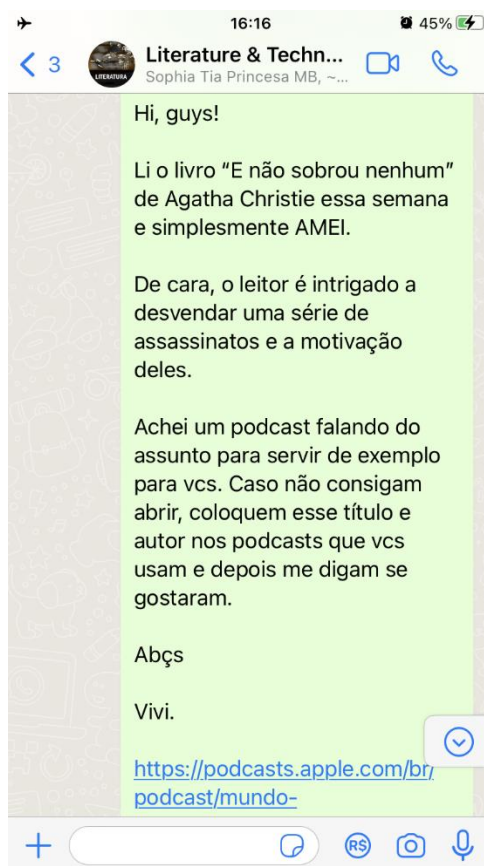 16:16
45%
3
Literature & Techn...
LITERATURA
Sophia Tia Princesa MB, ~...
Hi, guys!
Li o livro “E não sobrou nenhum”
de Agatha Christie essa semana
e simplesmente AMEI.
De cara, o leitor é intrigado a
desvendar uma série de
assassinatos e a motivação
deles.
Achei um podcast falando do
assunto para servir de exemplo
para vcs. Caso não consigam
abrir, coloquem esse título e
autor nos podcasts que vcs
usam e depois me digam se
gostaram.
Abçs
Vivi.
https://podcasts.apple.com/br/
podcast/mundo-
R$